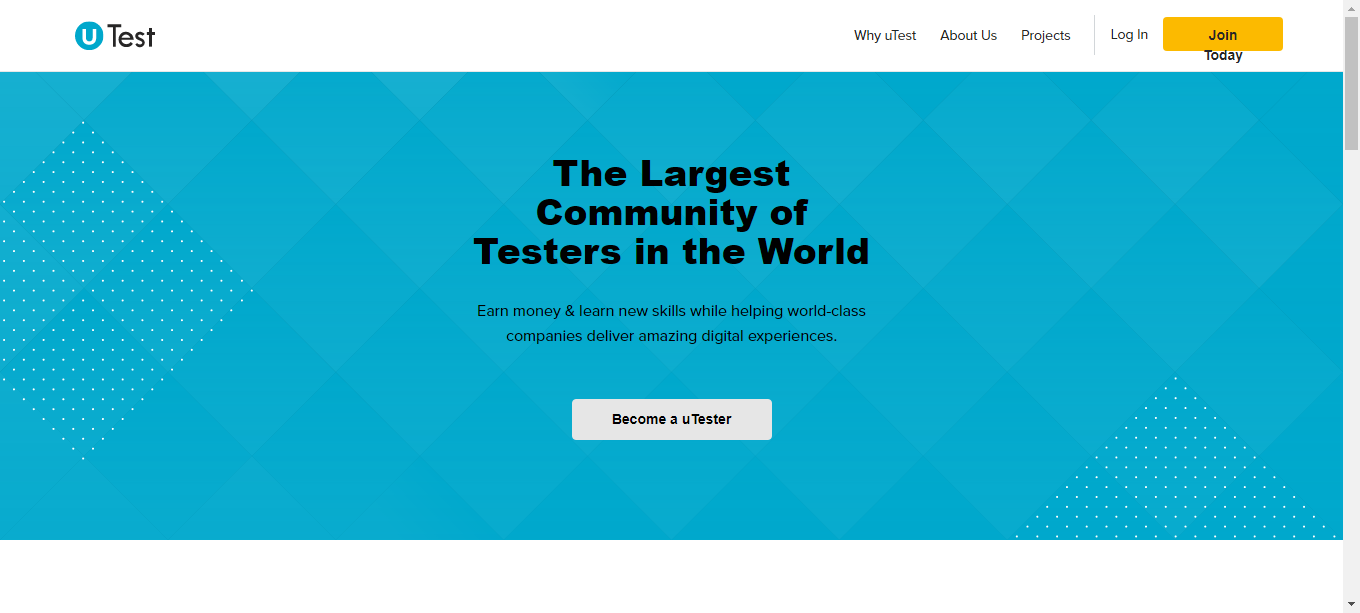 uTest
Why uTest
About Us
Projects
Log In
Join
Today
The Largest
Community of
Testers in the World
Earn money & learn new skills while helping world-class
companies deliver amazing digital experiences.
Become a uTester